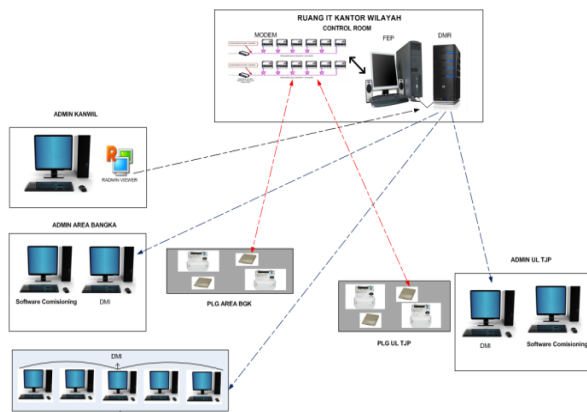 RUANG IT KANTOR WILAYAH
CONTROL ROOM
MODEM
FEP
DMR
ADMIN KANWIL
RADMIN VIEWER
ADMIN AREA BANGKA
Software Comisioning
DMI
PLG AREA BGK
PLG UL TJP
ADMIN UL TJP
DMI
Software Comisioning
DMI